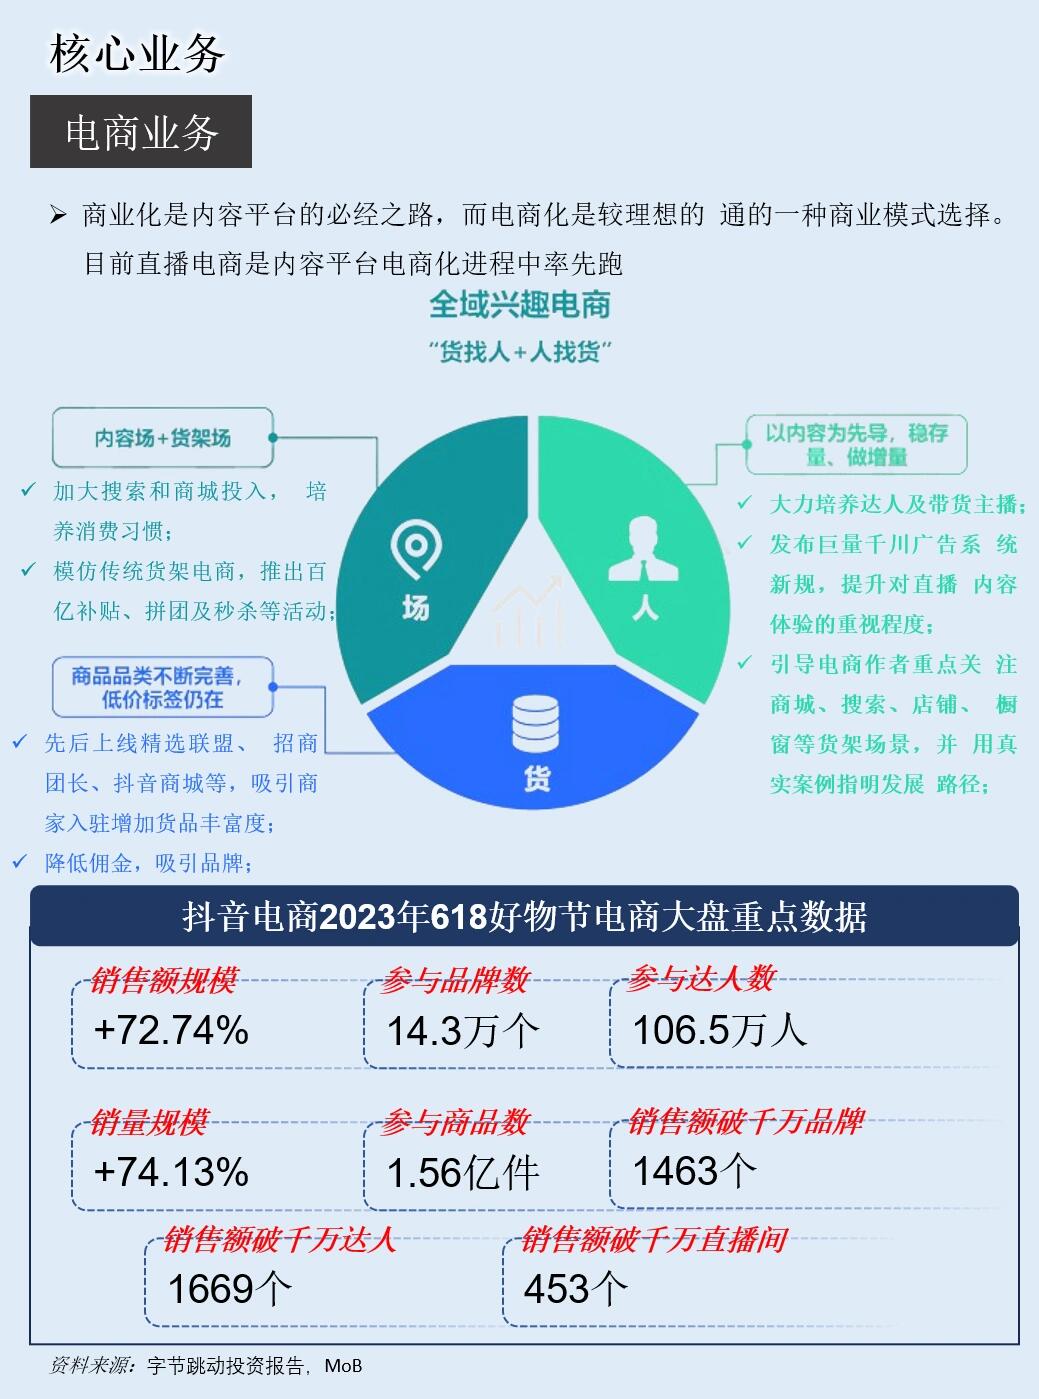 核心业务
电商业务
➢ 商业化是内容平台的必经之路，而电商化是较理想的 通的一种商业模式选择。
目前直播电商是内容平台电商化进程中率先跑
全域兴趣电商
“货找人+人找货”
内容场+货架场
✓ 加大搜索和商城投入， 培
养消费习惯；
✓ 模仿传统货架电商，推出百
亿补贴、拼团及秒杀等活动；
商品品类不断完善，
低价标签仍在
✓ 先后上线精选联盟、 招商
团长、抖音商城等，吸引商
家入驻增加货品丰富度；
✓ 降低佣金，吸引品牌；
场
人
货
以内容为先导，稳存
量、做增量
✓ 大力培养达人及带货主播；
✓ 发布巨量千川广告系 统
新规，提升对直播 内容
体验的重视程度；
✓ 引导电商作者重点关 注
商城、搜索、店铺、 橱
窗等货架场景，并 用真
实案例指明发展 路径；
抖音电商2023年618好物节电商大盘重点数据
销售额规模
+72.74%
参与品牌数
14.3万个
参与达人数
106.5万人
销量规模
+74.13%
参与商品数
1.56亿件
销售额破千万品牌
1463个
销售额破千万达人
1669个
销售额破千万直播间
453个
资料来源：字节跳动投资报告，MoB